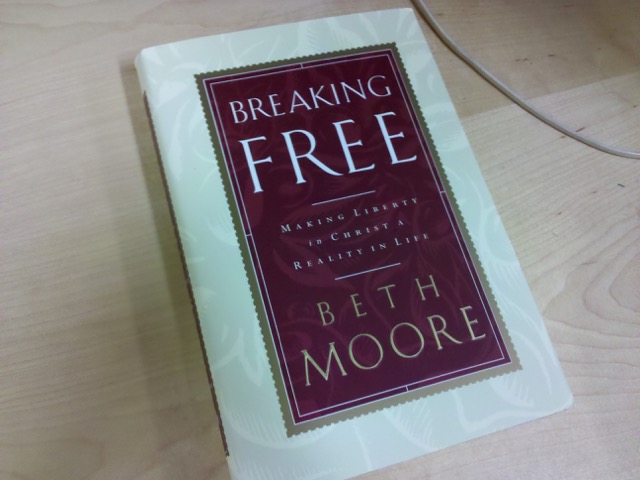 BREAKING
FREE
MAKING LIBERTY
IN CHRIST A
REALITY IN LIFE
BETH
MOORE